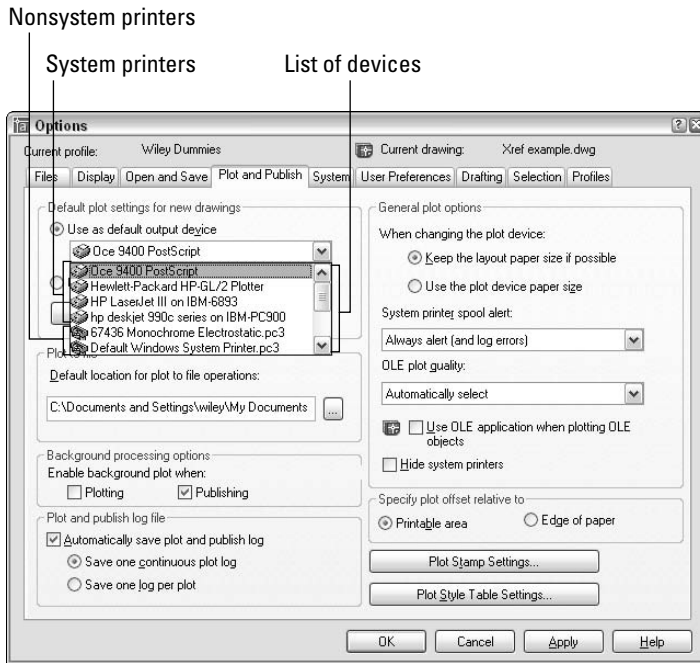 Nonsystem printers
System printers
List of devices
Options
Current profile: Wiley Dummies
Current drawing: Xref example.dwg
Files Display Open and Save Plot and Publish System User Preferences Drafting Selection Profiles
Default plot settings for new drawings
Use as default output device
Oce 9400 PostScript
Oce 9400 PostScript
Hewlett-Packard HP-GL/2 Plotter
HP LaserJet III on IBM-6893
hp deskjet 990c series on IBM-PC900
67436 Monochrome Electrostatic.pc3
Default Windows System Printer.pc3
Plot to file
Default location for plot to file operations:
C:\Documents and Settings\wiley\My Documents
...
Background processing options
Enable background plot when:
Plotting
Publishing
Plot and publish log file
Automatically save plot and publish log
Save one continuous plot log
Save one log per plot
General plot options
When changing the plot device:
Keep the layout paper size if possible
Use the plot device paper size
System printer spool alert:
Always alert (and log errors)
OLE plot quality:
Automatically select
Use OLE application when plotting OLE
objects
Hide system printers
Specify plot offset relative to
Printable area
Edge of paper
Plot Stamp Settings...
Plot Style Table Settings...
OK
Cancel
Apply
Help